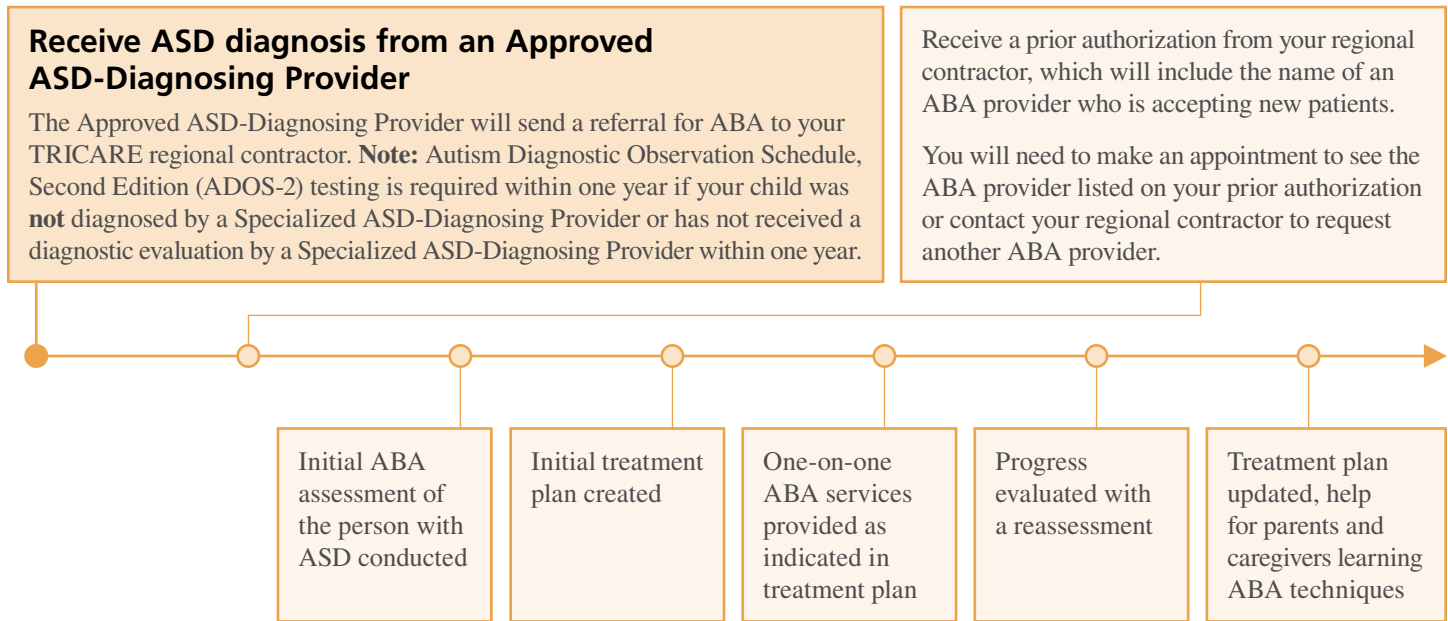 Receive ASD diagnosis from an Approved
ASD-Diagnosing Provider
The Approved ASD-Diagnosing Provider will send a referral for ABA to your
TRICARE regional contractor. Note: Autism Diagnostic Observation Schedule,
Second Edition (ADOS-2) testing is required within one year if your child was
not diagnosed by a Specialized ASD-Diagnosing Provider or has not received a
diagnostic evaluation by a Specialized ASD-Diagnosing Provider within one year.
Receive a prior authorization from your regional
contractor, which will include the name of an
ABA provider who is accepting new patients.
You will need to make an appointment to see the
ABA provider listed on your prior authorization
or contact your regional contractor to request
another ABA provider.
Initial ABA
assessment of
the person with
ASD conducted
Initial treatment
plan created
One-on-one
ABA services
provided as
indicated in
treatment plan
Progress
evaluated with
a reassessment
Treatment plan
updated, help
for parents and
caregivers learning
ABA techniques